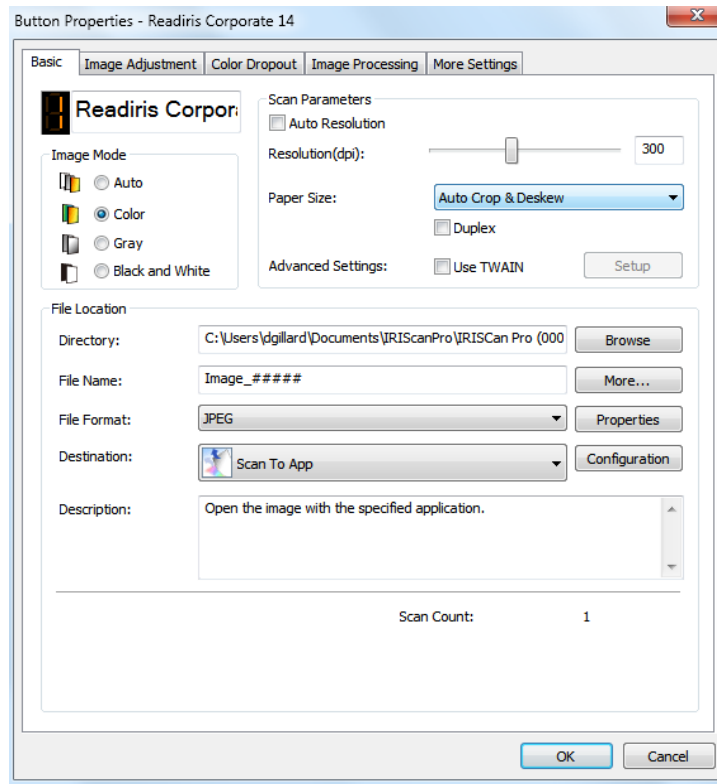 Button Properties - Readiris Corporate 14
Basic
Image Adjustment
Color Dropout
Image Processing
More Settings
1
Readiris Corpor
Image Mode
Auto
Color
Gray
Black and White
Scan Parameters
Auto Resolution
Resolution(dpi):
300
Paper Size:
Auto Crop & Deskew
Duplex
Advanced Settings:
Use TWAIN
Setup
File Location
Directory:
C:\Users\dgillard\Documents\IRIScanPro\IRISCan Pro (000
Browse
File Name:
Image_#####
More...
File Format:
JPEG
Properties
Destination:
Scan To App
Configuration
Description:
Open the image with the specified application.
Scan Count:
1
OK
Cancel